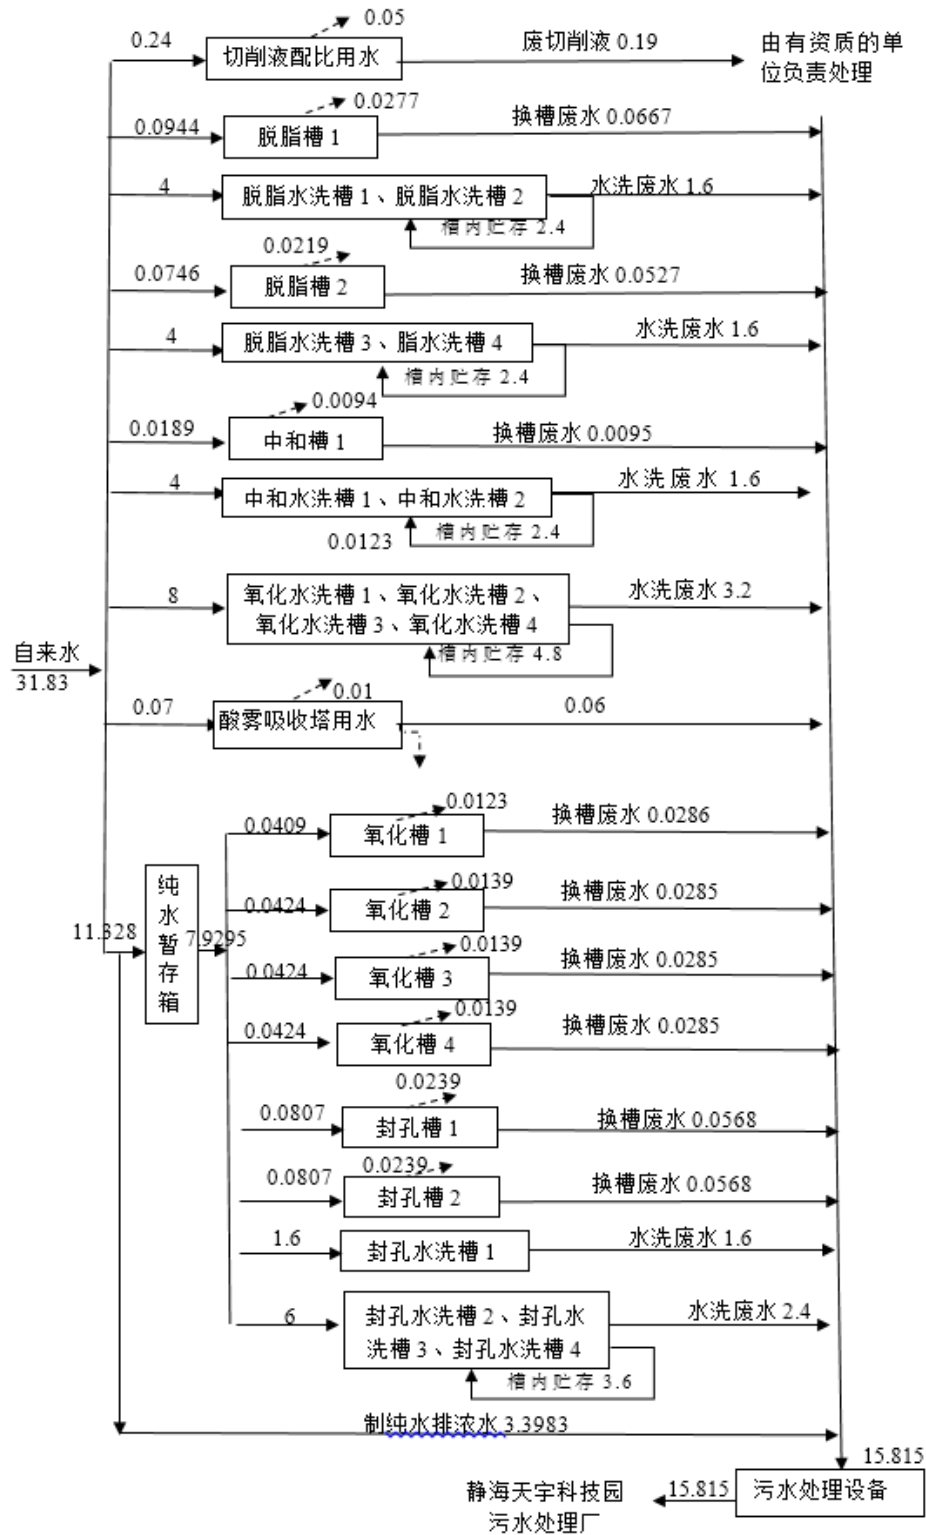 0.05
0.24
切削液配比用水
废切削液 0.19
由有资质的单
位负责处理
0.0277
0.0944
脱脂槽 1
换槽废水 0.0667
4
脱脂水洗槽 1、脱脂水洗槽 2
水洗废水 1.6
槽内贮存 2.4
0.0219
0.0746
脱脂槽 2
换槽废水 0.0527
4
脱脂水洗槽 3、脂水洗槽 4
水洗废水 1.6
槽内贮存 2.4
0.0094
0.0189
中和槽 1
换槽废水 0.0095
4
中和水洗槽 1、中和水洗槽 2
水洗废水 1.6
槽内贮存 2.4
0.0123
8
氧化水洗槽 1、氧化水洗槽 2、
氧化水洗槽 3、氧化水洗槽 4
水洗废水 3.2
槽内贮存 4.8
自来水
31.83
0.01
0.07
酸雾吸收塔用水
0.06
0.0123
0.0409
氧化槽 1
换槽废水 0.0286
纯
水
暂
存
箱
11.328
7.9295
0.0139
0.0424
氧化槽 2
换槽废水 0.0285
0.0139
0.0424
氧化槽 3
换槽废水 0.0285
0.0139
0.0424
氧化槽 4
换槽废水 0.0285
0.0239
0.0807
封孔槽 1
换槽废水 0.0568
0.0239
0.0807
封孔槽 2
换槽废水 0.0568
1.6
封孔水洗槽 1
水洗废水 1.6
6
封孔水洗槽 2、封孔水
洗槽 3、封孔水洗槽 4
水洗废水 2.4
槽内贮存 3.6
制纯水排浓水 3.3983
15.815
污水处理设备
15.815
静海天宇科技园
污水处理厂